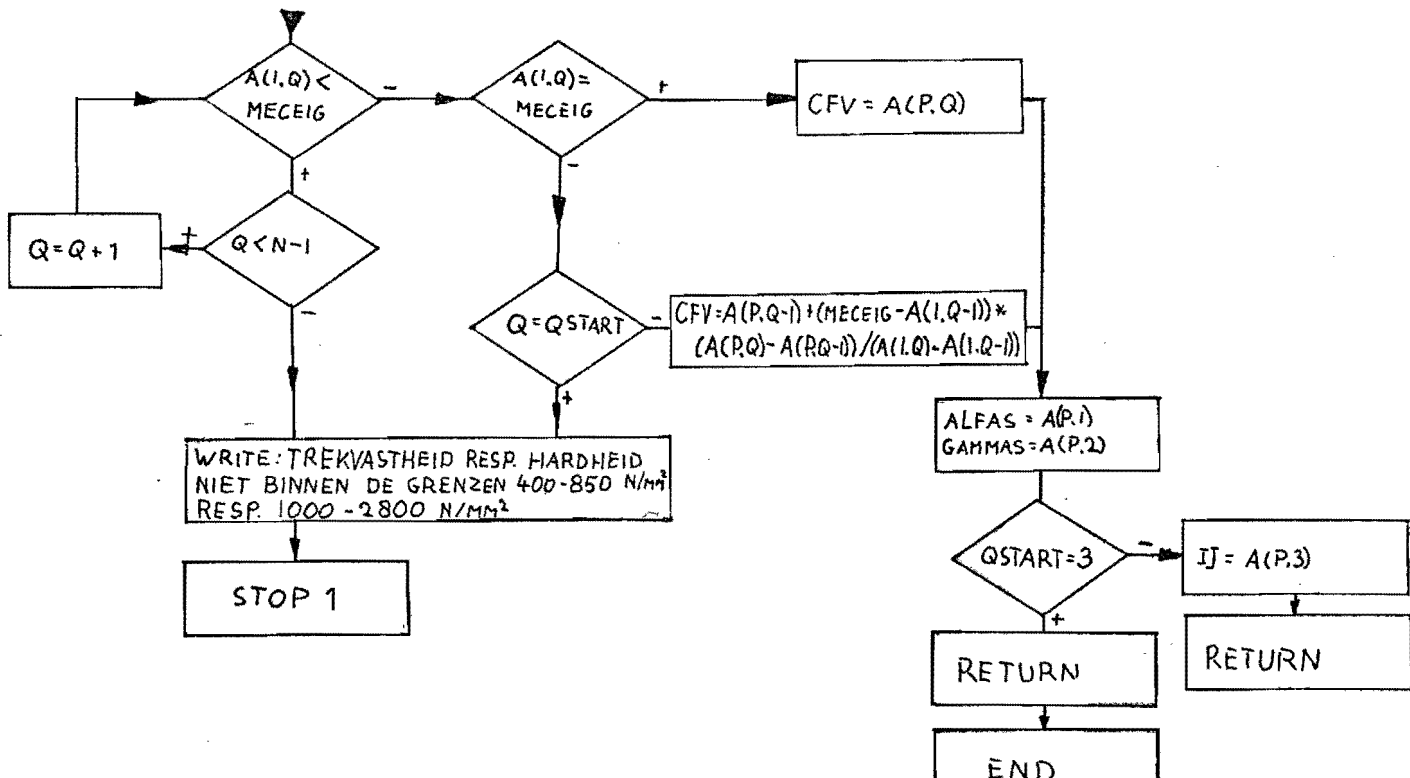 A(1,Q)<
MECEIG
-
+
A(1,Q)=
MECEIG
+
-
CFV = A(P,Q)
Q=Q+1
+
Q<N-1
-
Q=QSTART
-
+
CFV=A(P,Q-1)+(MECEIG-A(1,Q-1))*
(A(P,Q)-A(P,Q-1))/(A(1,Q)-A(1,Q-1))
WRITE: TREKVASTHEID RESP. HARDHEID
NIET BINNEN DE GRENZEN 400-850 N/MM²
RESP. 1000-2800 N/MM²
STOP 1
ALFAS = A(P,1)
GAMMAS=A(P,2)
QSTART=3
-
+
IJ = A(P,3)
RETURN
RETURN
END